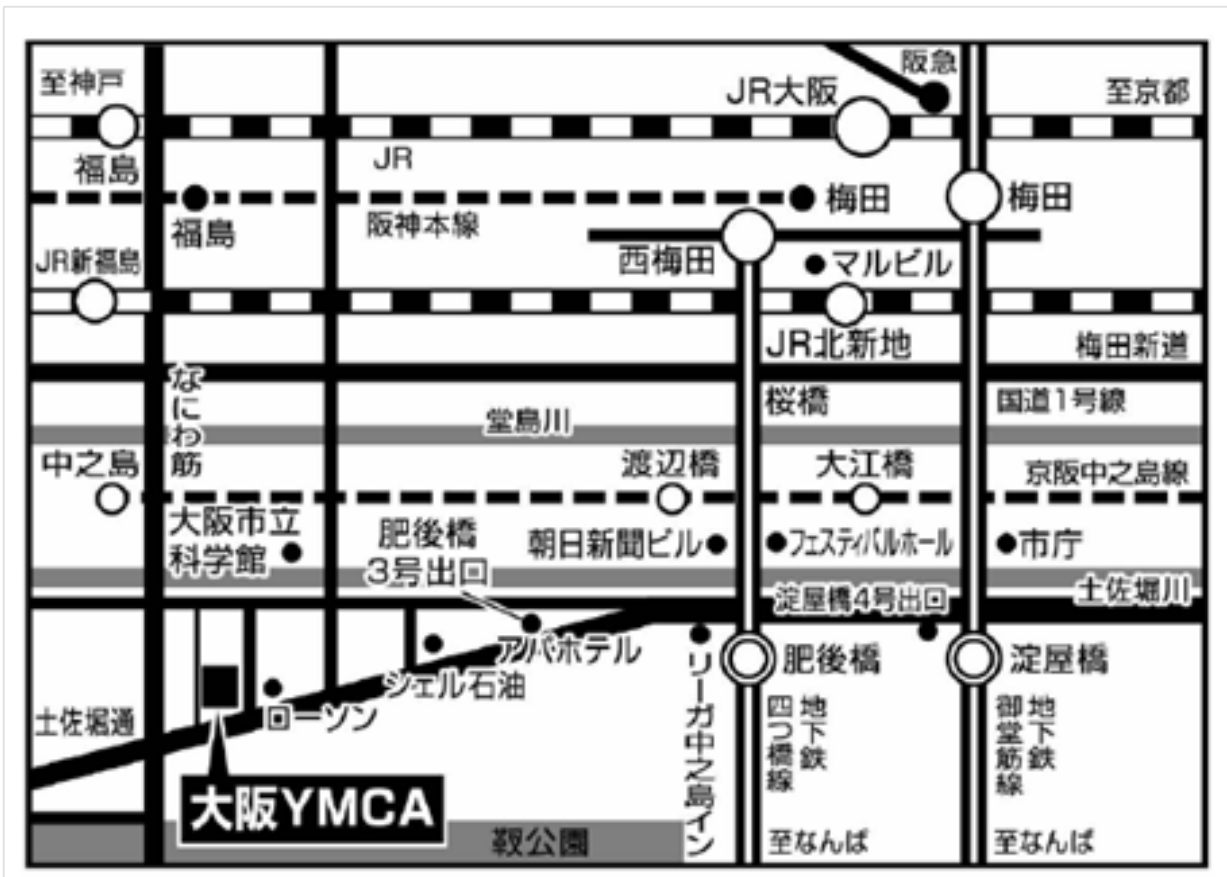 阪急
至神戸
JR大阪
至京都
福島
JR
梅田
梅田
福島
阪神本線
JR新福島
西梅田
マルビル
JR北新地
梅田新道
なにわ筋
桜橋
国道1号線
堂島川
中之島
渡辺橋
大江橋
京阪中之島線
大阪市立
科学館
肥後橋
3号出口
朝日新聞ビル
フェスティバルホール
市庁
土佐堀川
淀屋橋4号出口
アパホテル
シェル石油
肥後橋
淀屋橋
リーガ中之島イン
ローソン
土佐堀通
地下鉄
四つ橋線
地下鉄
御堂筋線
大阪YMCA
靱公園
至なんば
至なんば